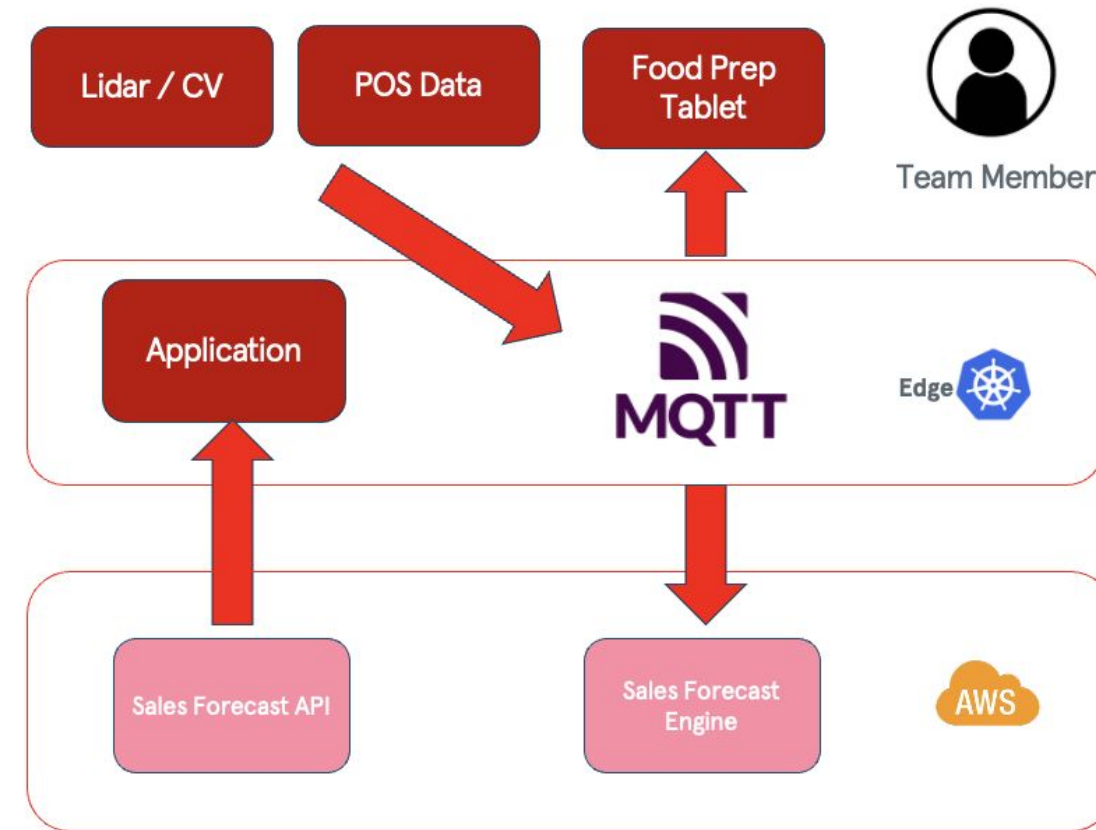 Lidar / CV
POS Data
Food Prep
Tablet
Team Member
Application
MQTT
Edge
Sales Forecast API
Sales Forecast
Engine
AWS